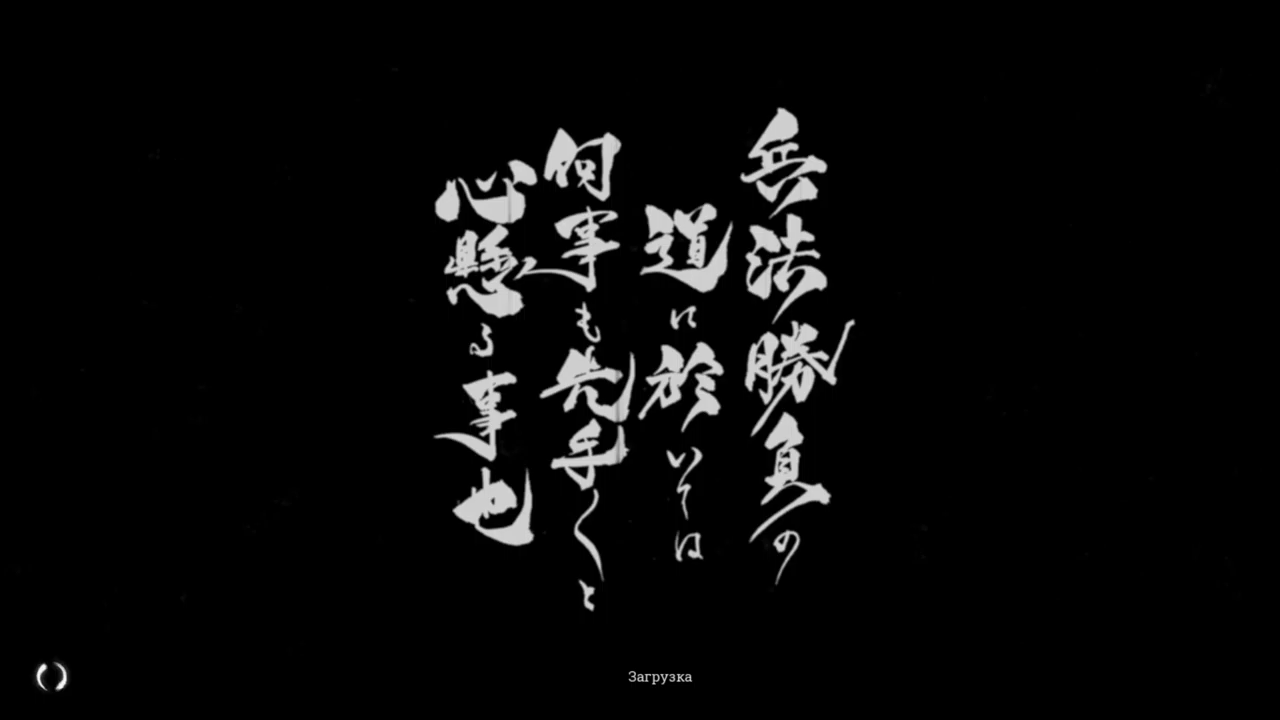 兵法勝負の
道に於いては
何事も先手〱と
心懸る事也
Загрузка